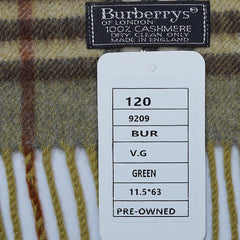 Burberrys®
OF LONDON
100% CASHMERE
DRY CLEAN ONLY
MADE IN ENGLAND
120
9209
BUR
V.G
GREEN
11.5*63
PRE-OWNED